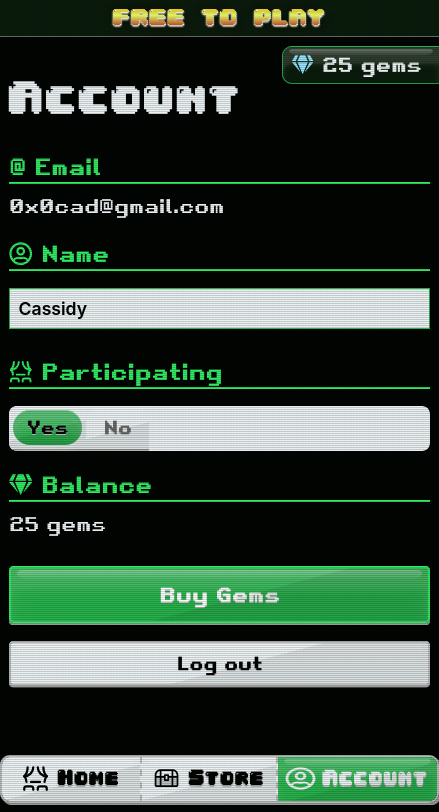 FREE TO PLAY
25 gems
Account
@ Email
0x0cad@gmail.com
Name
Cassidy
Participating
Yes No
Balance
25 gems
Buy Gems
Log out
Home Store Account